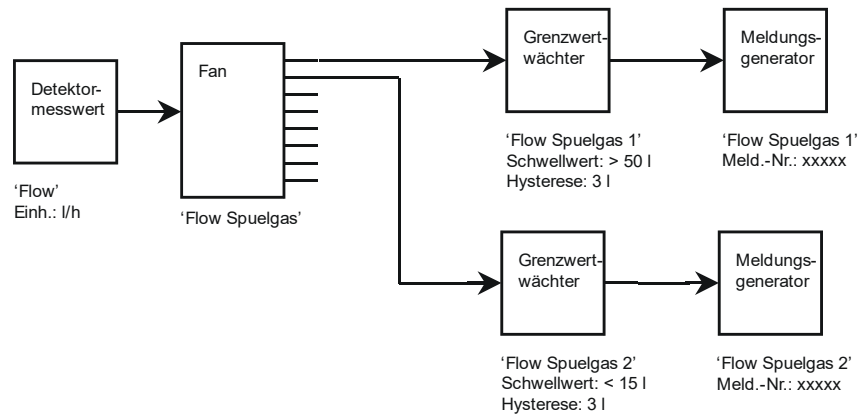 Detektor-
messwert
'Flow'
Einh.: l/h
Fan
'Flow Spuelgas'
Grenzwert-
wächter
'Flow Spuelgas 1'
Schwellwert: > 50 l
Hysterese: 3 l
Meldungs-
generator
'Flow Spuelgas 1'
Meld.-Nr.: xxxxx
Grenzwert-
wächter
'Flow Spuelgas 2'
Schwellwert: < 15 l
Hysterese: 3 l
Meldungs-
generator
'Flow Spuelgas 2'
Meld.-Nr.: xxxxx